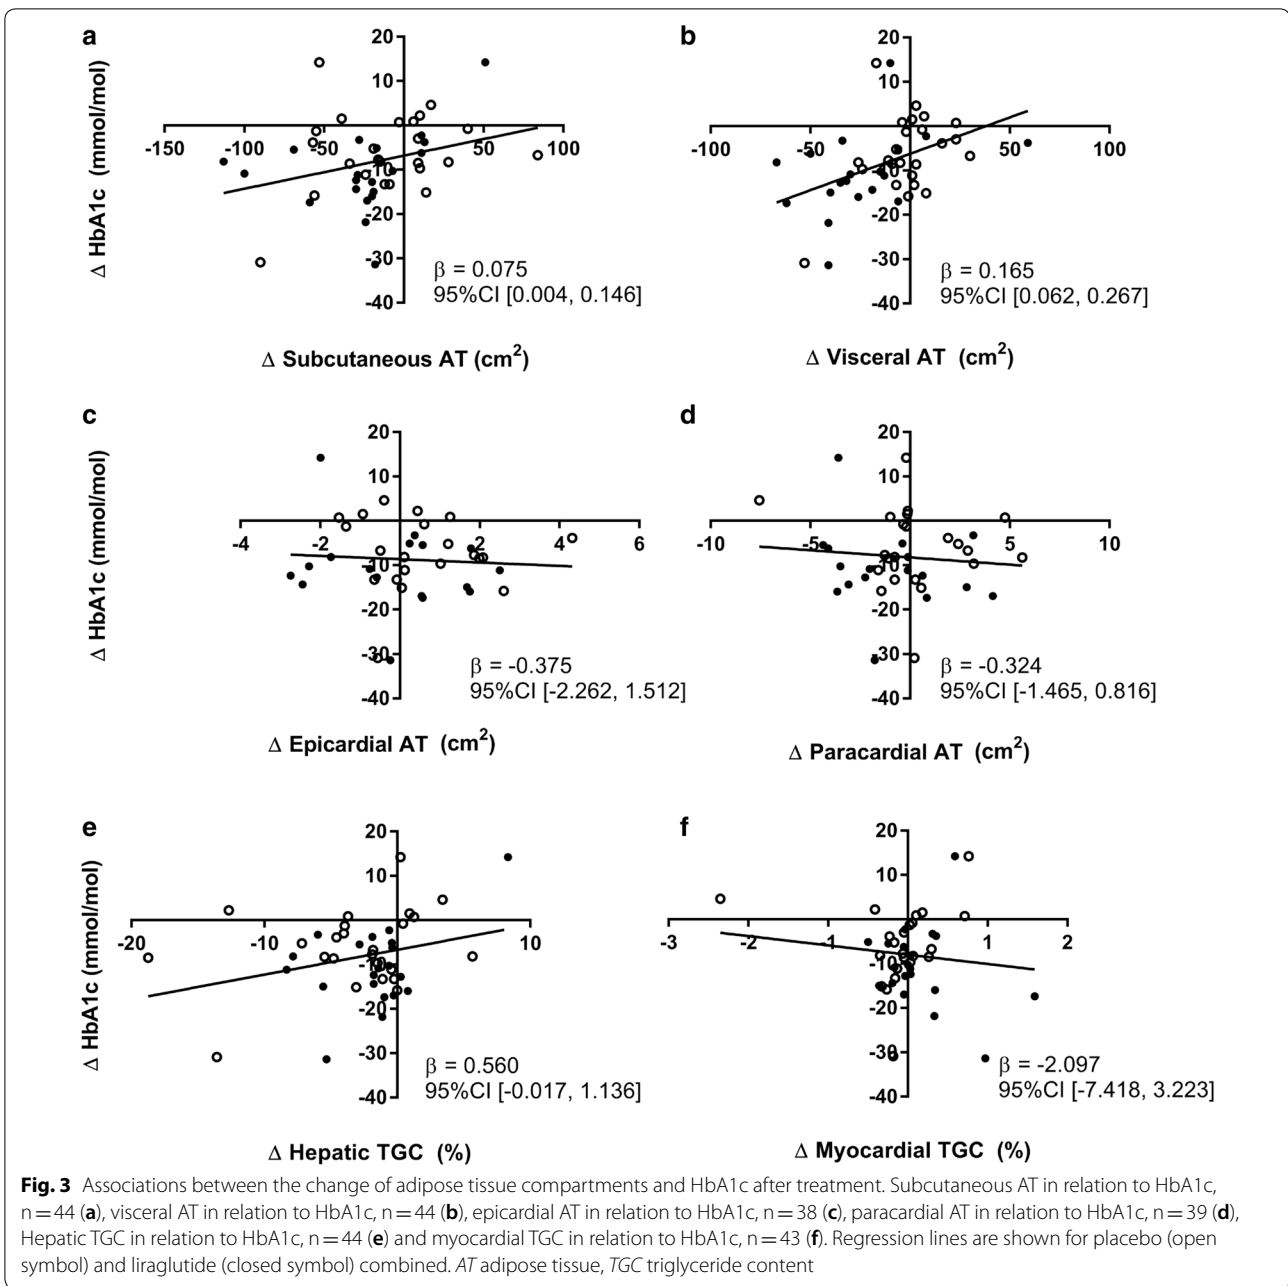 a
Δ HbA1c (mmol/mol)
20
10
-150 -100 -50 50 100
-10
-20
-30
-40
β = 0.075
95%CI [0.004, 0.146]
Δ Subcutaneous AT (cm²)
b
20
10
-100 -50 50 100
-10
-20
-30
-40
β = 0.165
95%CI [0.062, 0.267]
Δ Visceral AT (cm²)
c
Δ HbA1c (mmol/mol)
20
10
-4 -2 2 4 6
-10
-20
-30
-40
β = -0.375
95%CI [-2.262, 1.512]
Δ Epicardial AT (cm²)
d
20
10
-10 -5 5 10
-10
-20
-30
-40
β = -0.324
95%CI [-1.465, 0.816]
Δ Paracardial AT (cm²)
e
Δ HbA1c (mmol/mol)
20
10
-20 -10 10
-10
-20
-30
-40
β = 0.560
95%CI [-0.017, 1.136]
Δ Hepatic TGC (%)
f
20
10
-3 -2 -1 1 2
-10
-20
-30
-40
β = -2.097
95%CI [-7.418, 3.223]
Δ Myocardial TGC (%)
Fig. 3 Associations between the change of adipose tissue compartments and HbA1c after treatment. Subcutaneous AT in relation to HbA1c,
n = 44 (a), visceral AT in relation to HbA1c, n = 44 (b), epicardial AT in relation to HbA1c, n = 38 (c), paracardial AT in relation to HbA1c, n = 39 (d),
Hepatic TGC in relation to HbA1c, n = 44 (e) and myocardial TGC in relation to HbA1c, n = 43 (f). Regression lines are shown for placebo (open
symbol) and liraglutide (closed symbol) combined. AT adipose tissue, TGC triglyceride content